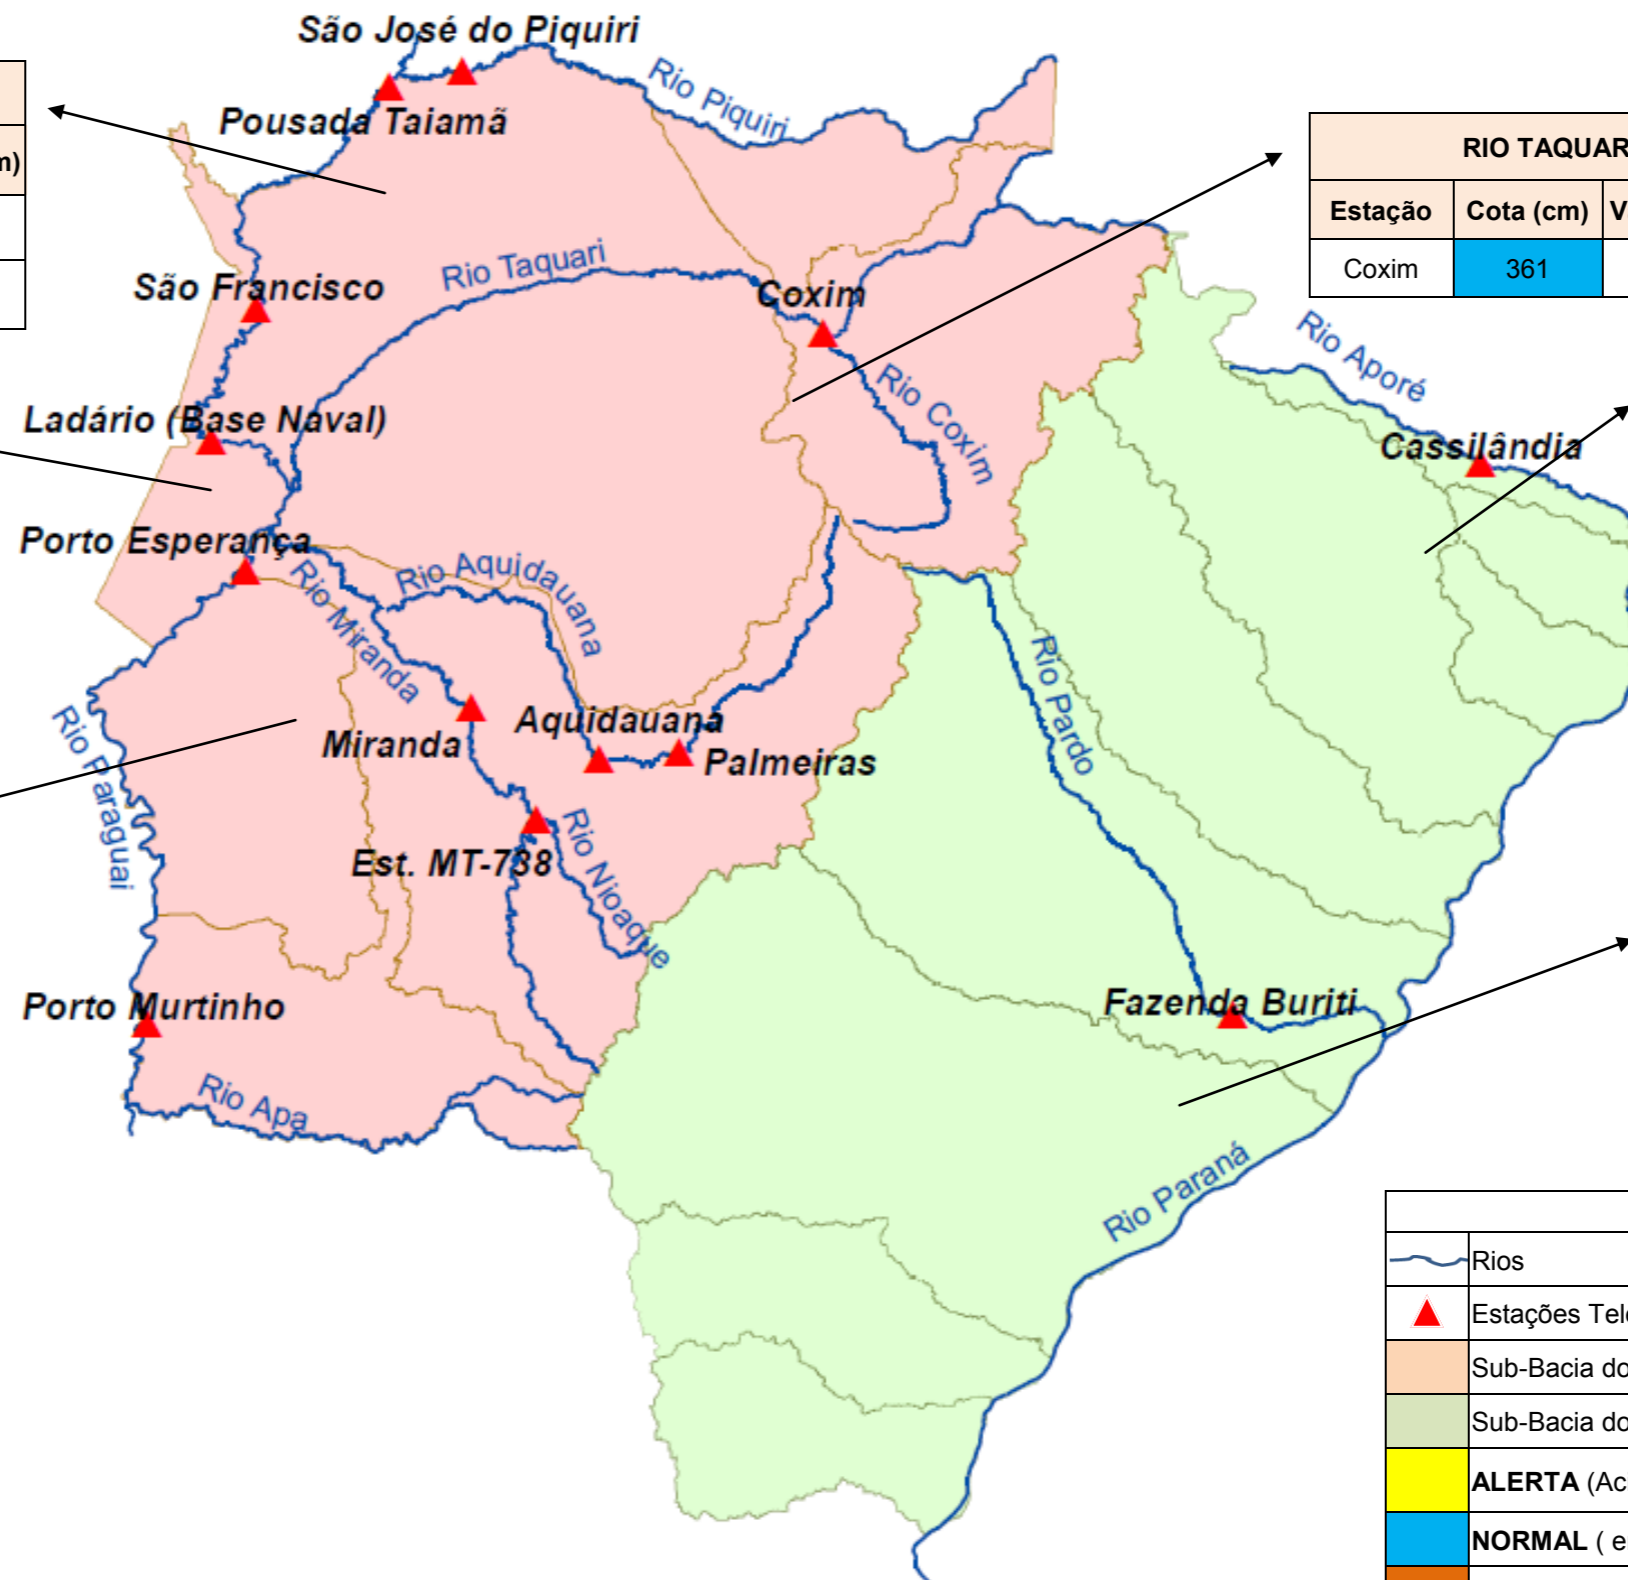 São José do Piquiri
Rio Piquiri
Pousada Taiamã
RIO TAQUAR
Estação Cota (cm) V
Coxim 361
m)
Rio Taquari
São Francisco
Coxim
Rio Aporé
Rio Coxim
Ladário (Base Naval)
Cassilândia
Porto Esperança
Rio Aquidauana
Rio Miranda
Rio Pardo
Rio Paraguai
Miranda
Aquidauana
Palmeiras
Est. MT-738
Rio Nioaque
Porto Murtinho
Fazenda Buriti
Rio Apa
Rio Paraná
Rios
Estações Tel
Sub-Bacia do
Sub-Bacia do
ALERTA (Ac
NORMAL ( e